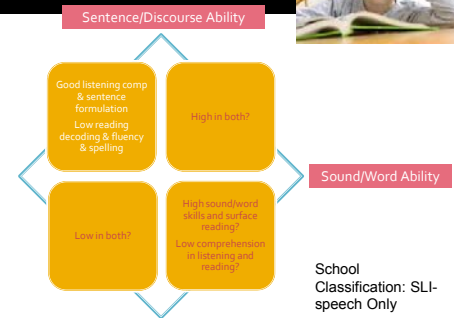 Sentence/Discourse Ability
Good listening comp
& sentence
formulation
Low reading
decoding & fluency
& spelling
High in both?
Sound/Word Ability
Low in both?
High sound/word
skills and surface
reading?
Low comprehension
in listening and
reading?
School
Classification: SLI-
speech Only